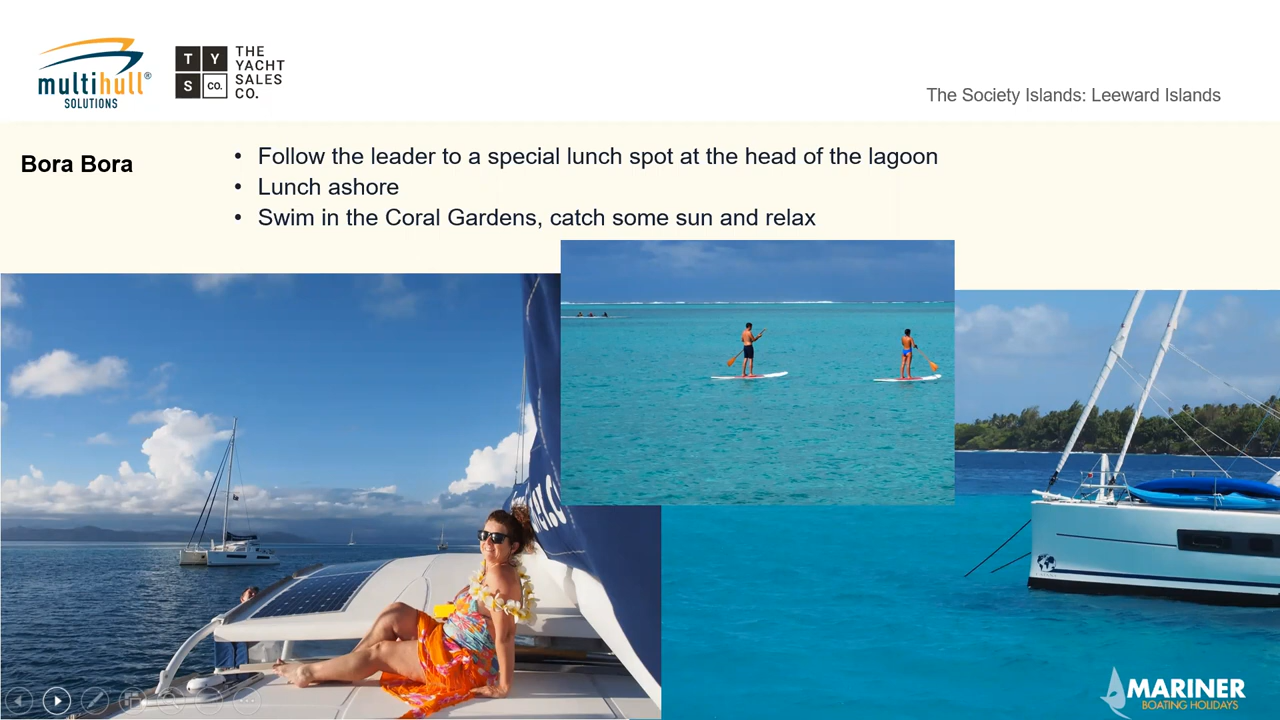 multihull®
SOLUTIONS
T Y
S CO.
THE
YACHT
SALES
CO.
The Society Islands: Leeward Islands
Bora Bora
• Follow the leader to a special lunch spot at the head of the lagoon
• Lunch ashore
• Swim in the Coral Gardens, catch some sun and relax
MARINER
BOATING HOLIDAYS